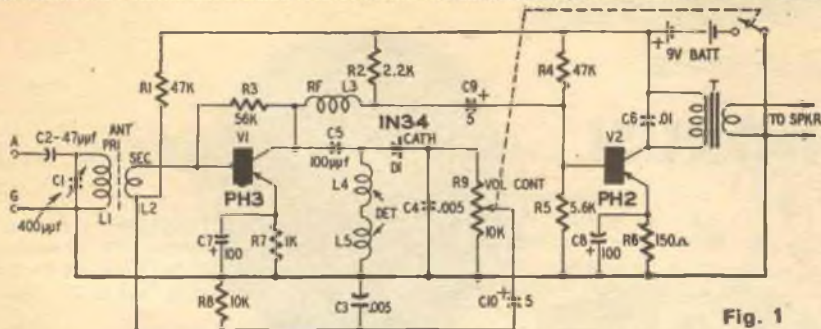 R1
47K
R3
56K
RF
L3
R2
2.2K
C9
+
5
R4
47K
+
9V BATT
T
C6
.01
TO SPKR
IN34
CATH
D1
V1
C5
100µµf
PH3
A
C2-47µµf
ANT
PRI
SEC
C1
G
400µµf
L1
L2
L4
DET
L5
C4
.005
R9
VOL CONT
10K
V2
PH2
R5
5.6K
C7
100
+
R7
1K
C8
100
+
R6
150Ω
R8
10K
C3
.005
C10
+
5
Fig. 1